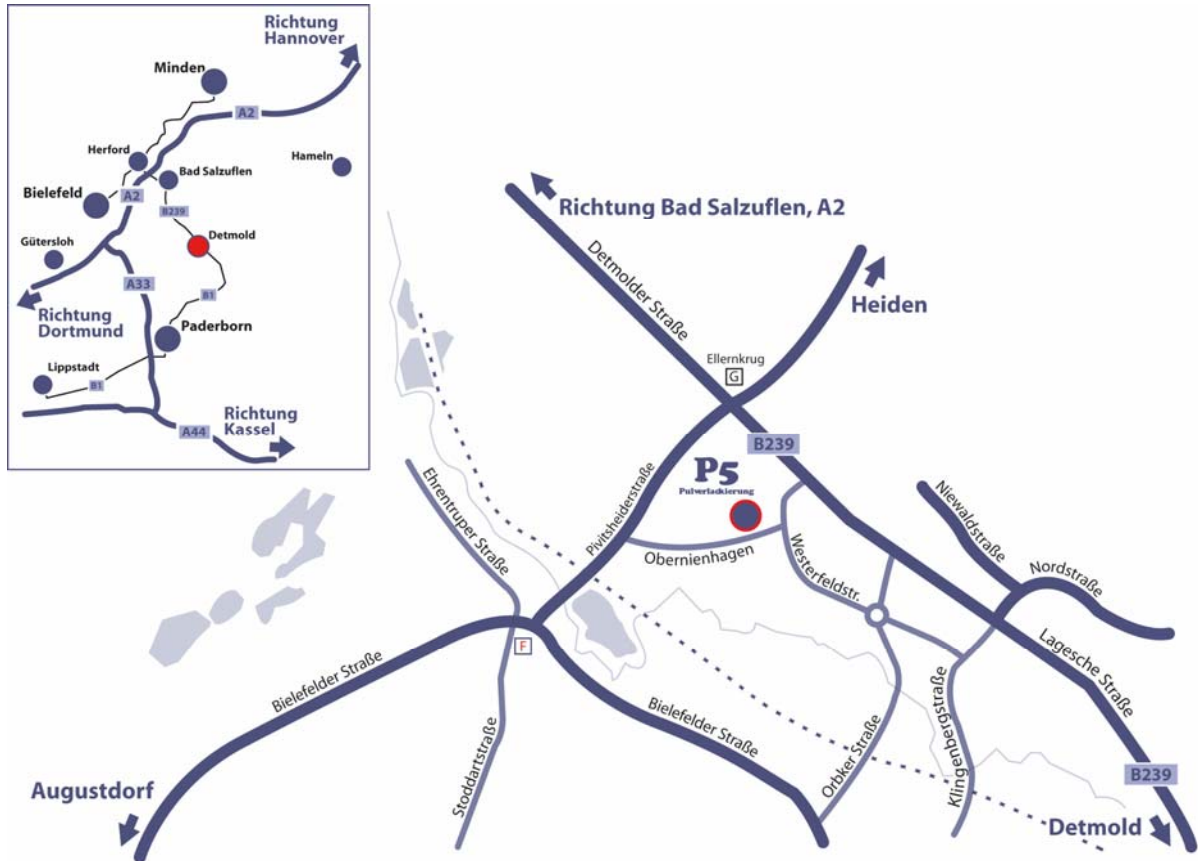 Richtung
Hannover
Minden
A2
Herford
Hameln
Bad Salzuflen
Bielefeld
A2
B239
Detmold
Gütersloh
A33
B1
Richtung
Dortmund
Paderborn
Lippstadt
B1
Richtung
Kassel
A44
Richtung Bad Salzuflen, A2
Detmolder Straße
Heiden
Ellernkrug
G
B239
P5
Pulverlackierung
Ehrentruper Straße
Pivitsheiderstraße
Obernienhagen
Westerfeldstr.
Niewaldstraße
Nordstraße
F
Bielefelder Straße
Lagesche Straße
Bielefelder Straße
Stoddartstraße
Orbker Straße
Klingenbergstraße
B239
Augustdorf
Detmold